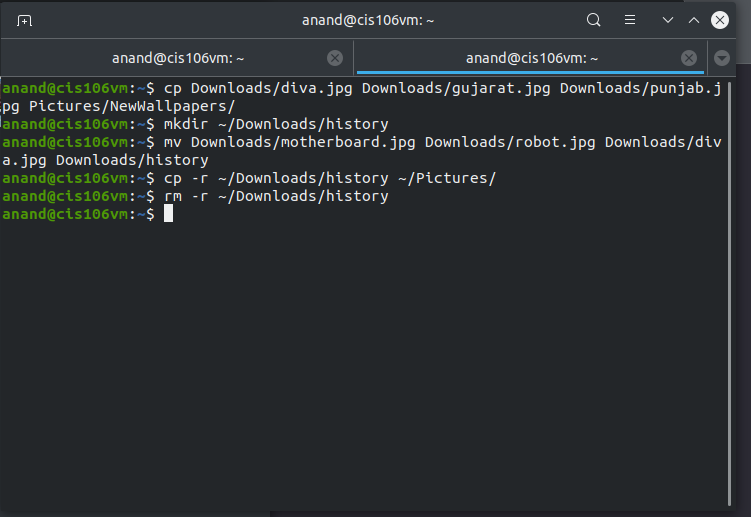 anand@cis106vm: ~
anand@cis106vm: ~
anand@cis106vm: ~
anand@cis106vm:~$ cp Downloads/diva.jpg Downloads/gujarat.jpg Downloads/punjab.j
pg Pictures/NewWallpapers/
anand@cis106vm:~$ mkdir ~/Downloads/history
anand@cis106vm:~$ mv Downloads/motherboard.jpg Downloads/robot.jpg Downloads/div
a.jpg Downloads/history
anand@cis106vm:~$ cp -r ~/Downloads/history ~/Pictures/
anand@cis106vm:~$ rm -r ~/Downloads/history
anand@cis106vm:~$